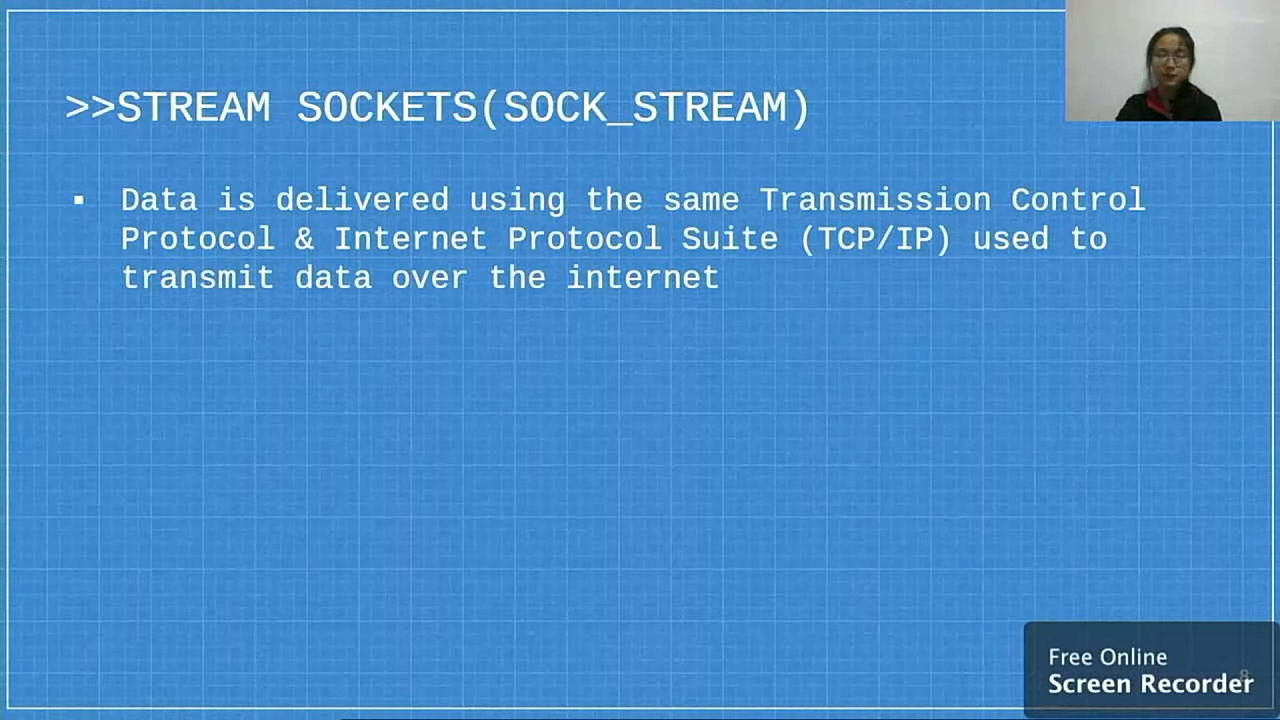 >>STREAM SOCKETS(SOCK_STREAM)
▪ Data is delivered using the same Transmission Control
Protocol & Internet Protocol Suite (TCP/IP) used to
transmit data over the internet
Free Online
Screen Recorder
8